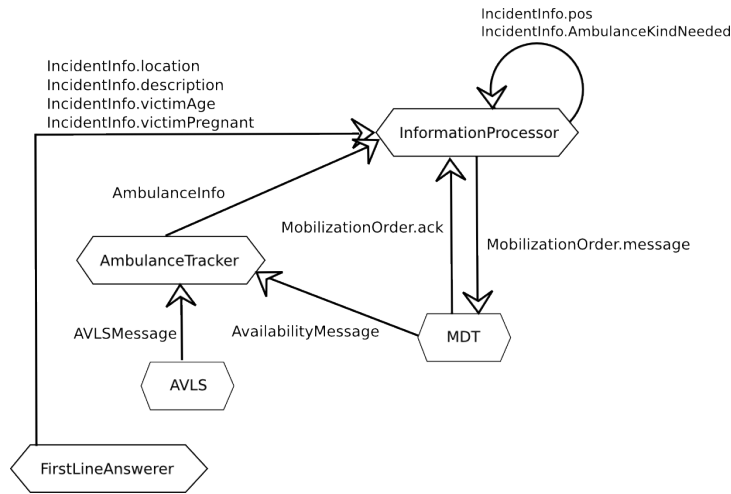 IncidentInfo.pos
IncidentInfo.AmbulanceKindNeeded
IncidentInfo.location
IncidentInfo.description
IncidentInfo.victimAge
IncidentInfo.victimPregnant
InformationProcessor
AmbulanceInfo
MobilizationOrder.ack
MobilizationOrder.message
AmbulanceTracker
AVLSMessage
AvailabilityMessage
MDT
AVLS
FirstLineAnswerer